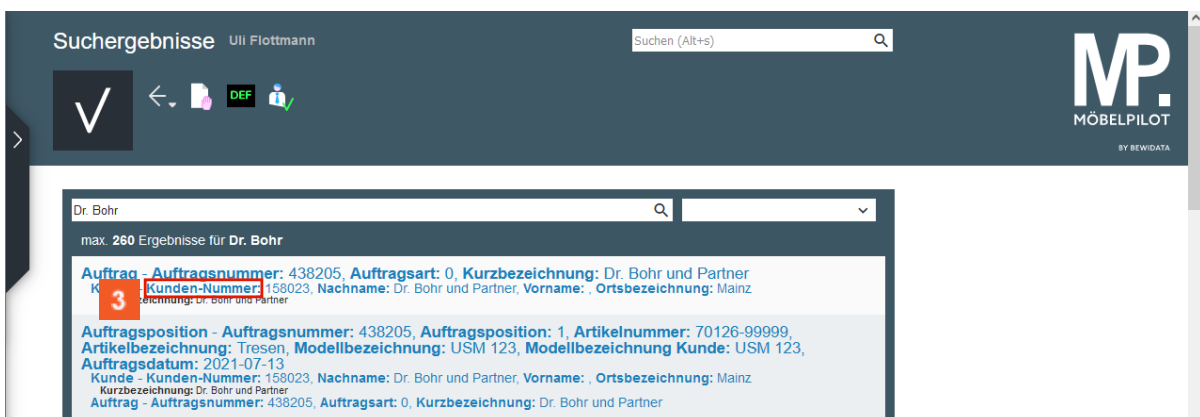 Suchergebnisse Uli Flottmann
Suchen (Alt+s)
DEF
MP.
MÖBELPILOT
BY BEWIDATA
Dr. Bohr
max. 260 Ergebnisse für Dr. Bohr
Auftrag - Auftragsnummer: 438205, Auftragsart: 0, Kurzbezeichnung: Dr. Bohr und Partner
Kunden-Nummer: 158023, Nachname: Dr. Bohr und Partner, Vorname: , Ortsbezeichnung: Mainz
3
zeichnung: Dr. Bohr und Partner
Auftragsposition - Auftragsnummer: 438205, Auftragsposition: 1, Artikelnummer: 70126-99999,
Artikelbezeichnung: Tresen, Modellbezeichnung: USM 123, Modellbezeichnung Kunde: USM 123,
Auftragsdatum: 2021-07-13
Kunde - Kunden-Nummer: 158023, Nachname: Dr. Bohr und Partner, Vorname: , Ortsbezeichnung: Mainz
Kurzbezeichnung: Dr. Bohr und Partner
Auftrag - Auftragsnummer: 438205, Auftragsart: 0, Kurzbezeichnung: Dr. Bohr und Partner